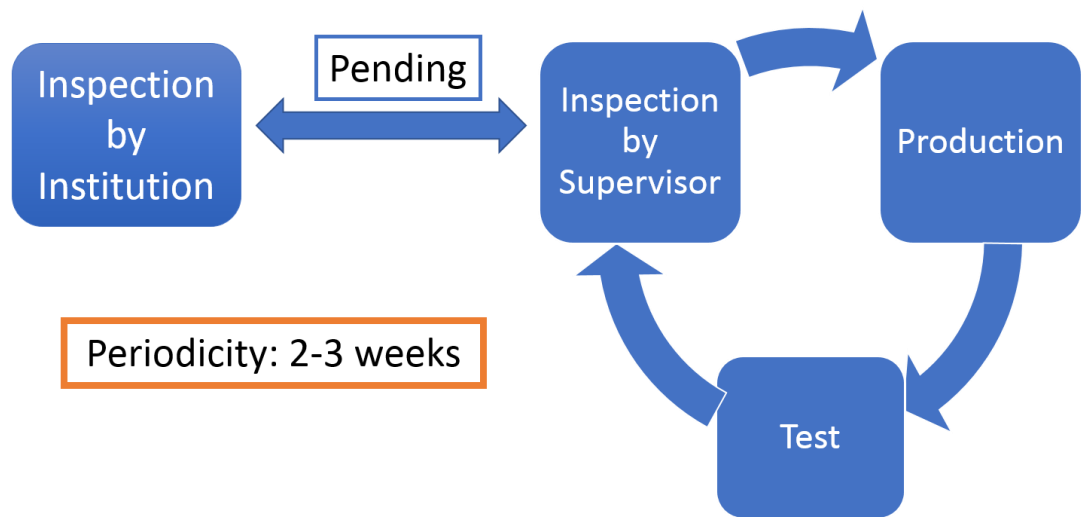 Inspection
by
Institution
Pending
Inspection
by
Supervisor
Production
Test
Periodicity: 2-3 weeks